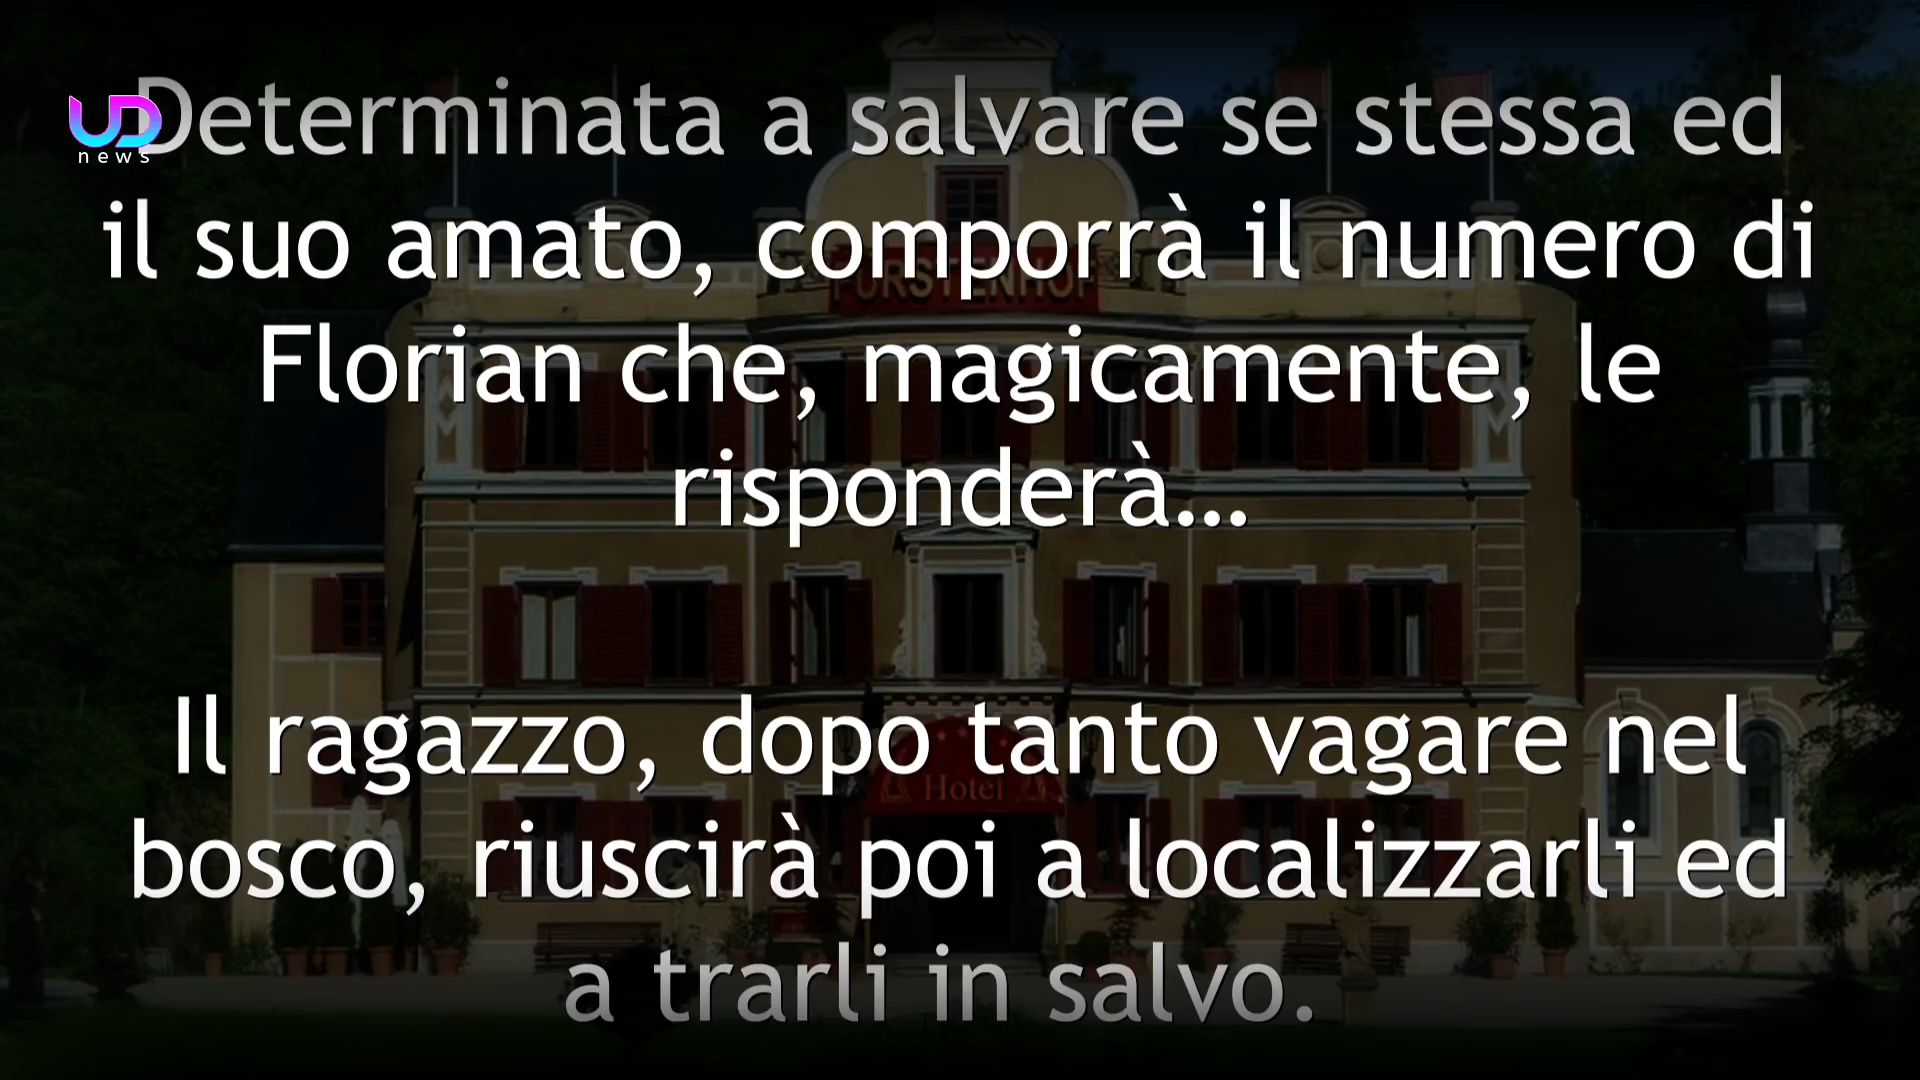 UD
news
Determinata a salvare se stessa ed
il suo amato, comporrà il numero di
Florian che, magicamente, le
risponderà...
Il ragazzo, dopo tanto vagare nel
bosco, riuscirà poi a localizzarli ed
a trarli in salvo.
FÜRSTENHOF
Hotel